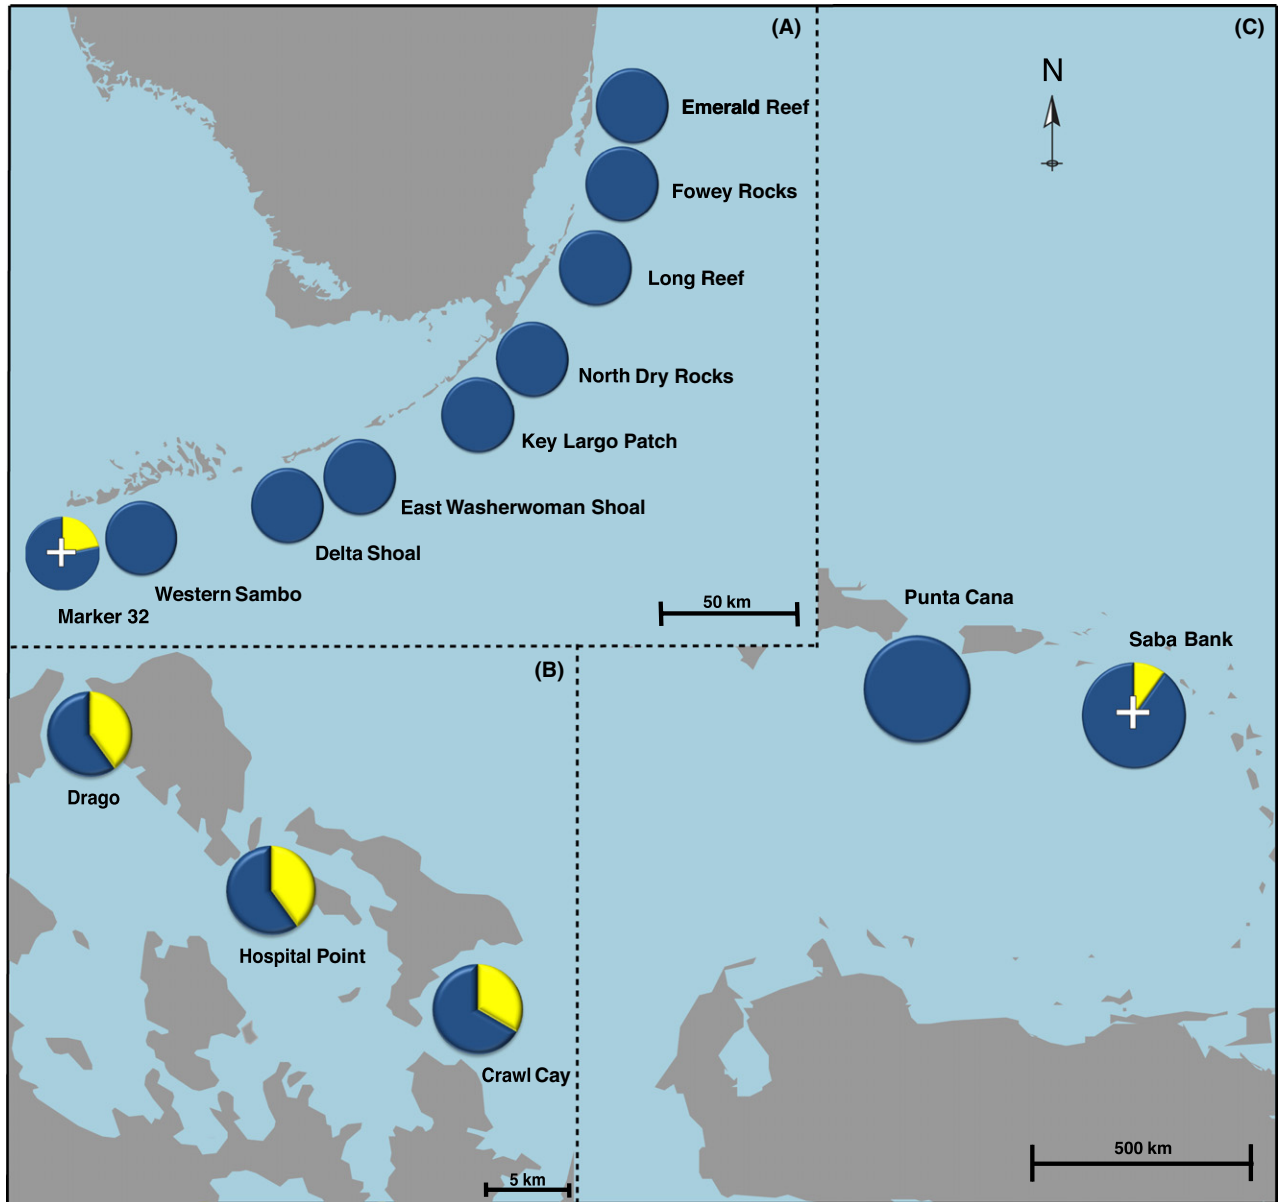 (A)
(C)
N
Emerald Reef
Fowey Rocks
Long Reef
North Dry Rocks
Key Largo Patch
East Washerwoman Shoal
Delta Shoal
Western Sambo
Marker 32
50 km
Punta Cana
Saba Bank
(B)
Drago
Hospital Point
Crawl Cay
5 km
500 km